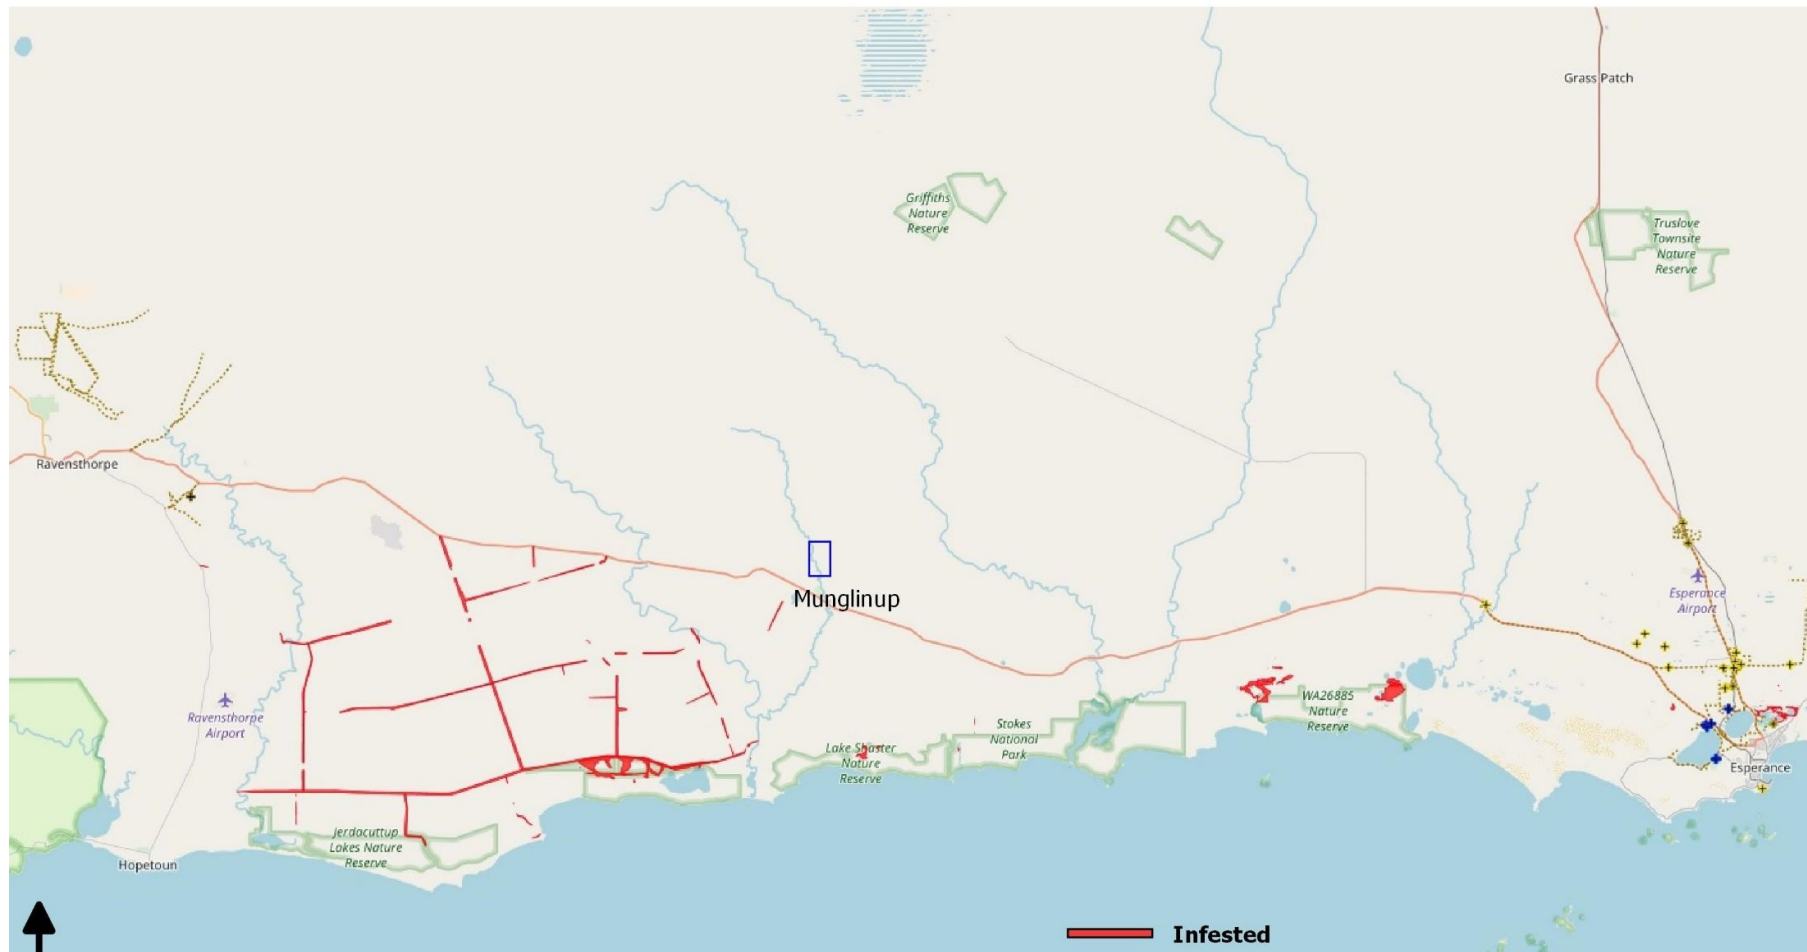 Grass Patch
Griffiths
Nature
Reserve
Truslove
Townsite
Nature
Reserve
Ravensthorpe
Munglinup
Esperance
Airport
Ravensthorpe
Airport
WA26885
Nature
Reserve
Stokes
National
Park
Lake Shaster
Nature
Reserve
Esperance
Jerdacuttup
Lakes Nature
Reserve
Hopetoun
Infested